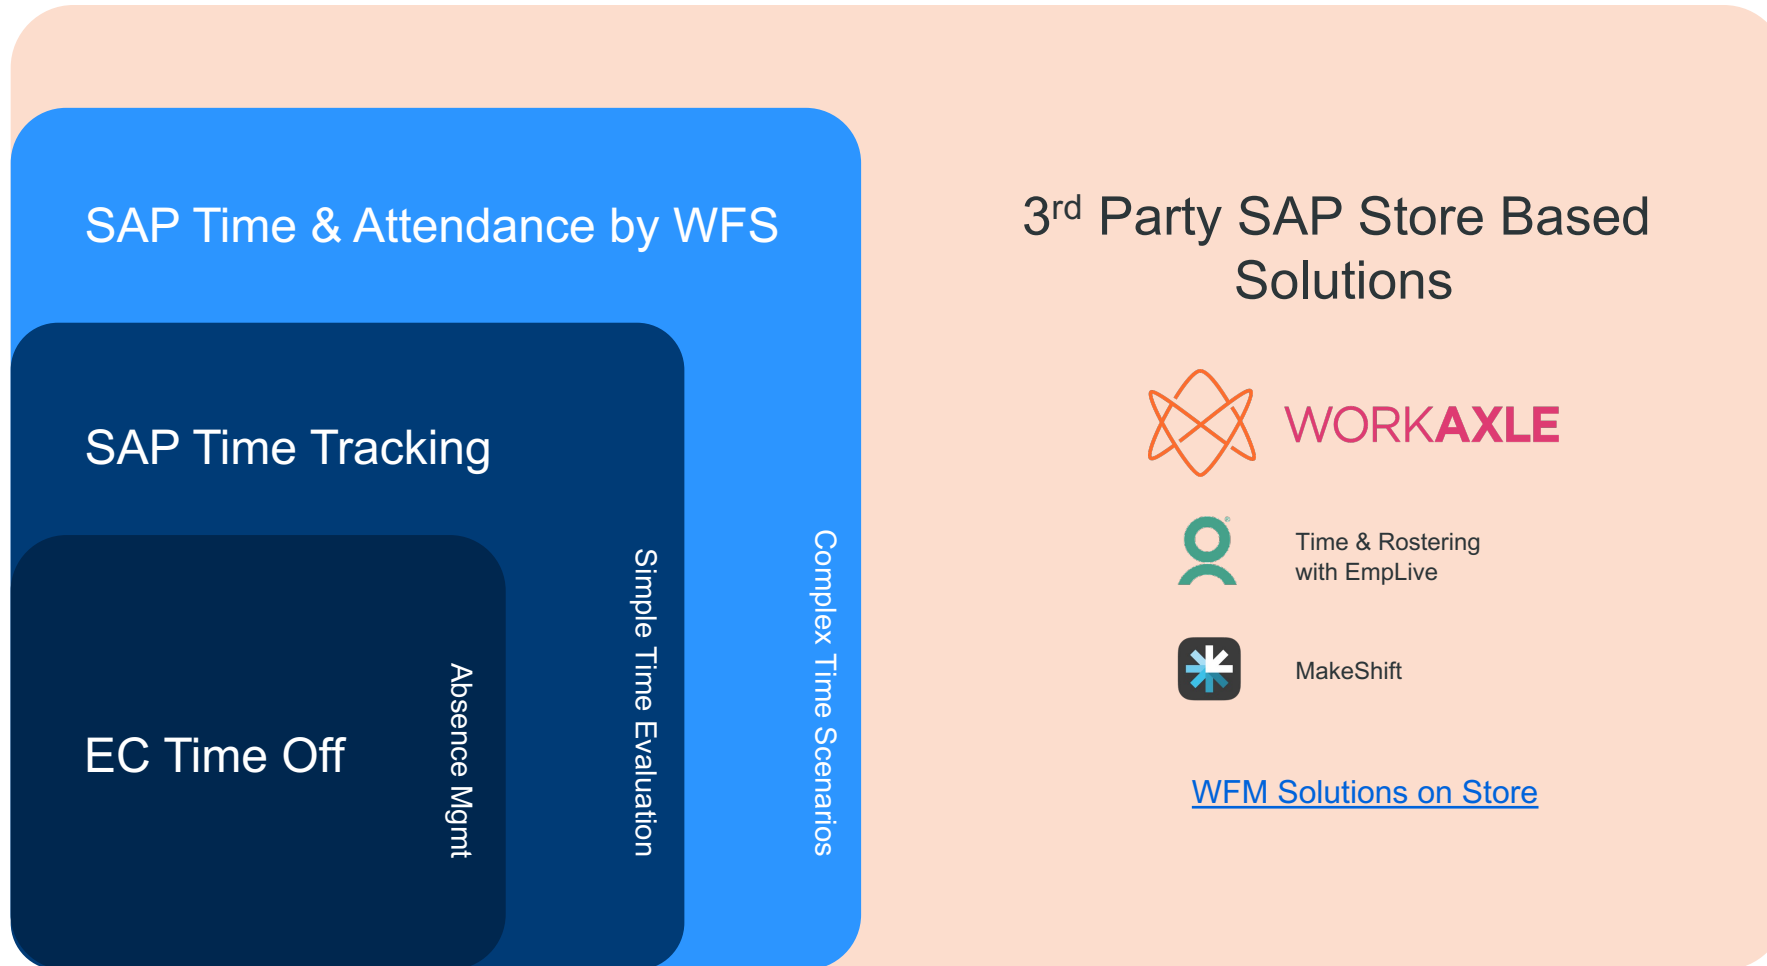 SAP Time & Attendance by WFS
SAP Time Tracking
EC Time Off
Absence Mgmt
Simple Time Evaluation
Complex Time Scenarios
3rd Party SAP Store Based
Solutions
WORKAXLE
Time & Rostering
with EmpLive
MakeShift
WFM Solutions on Store